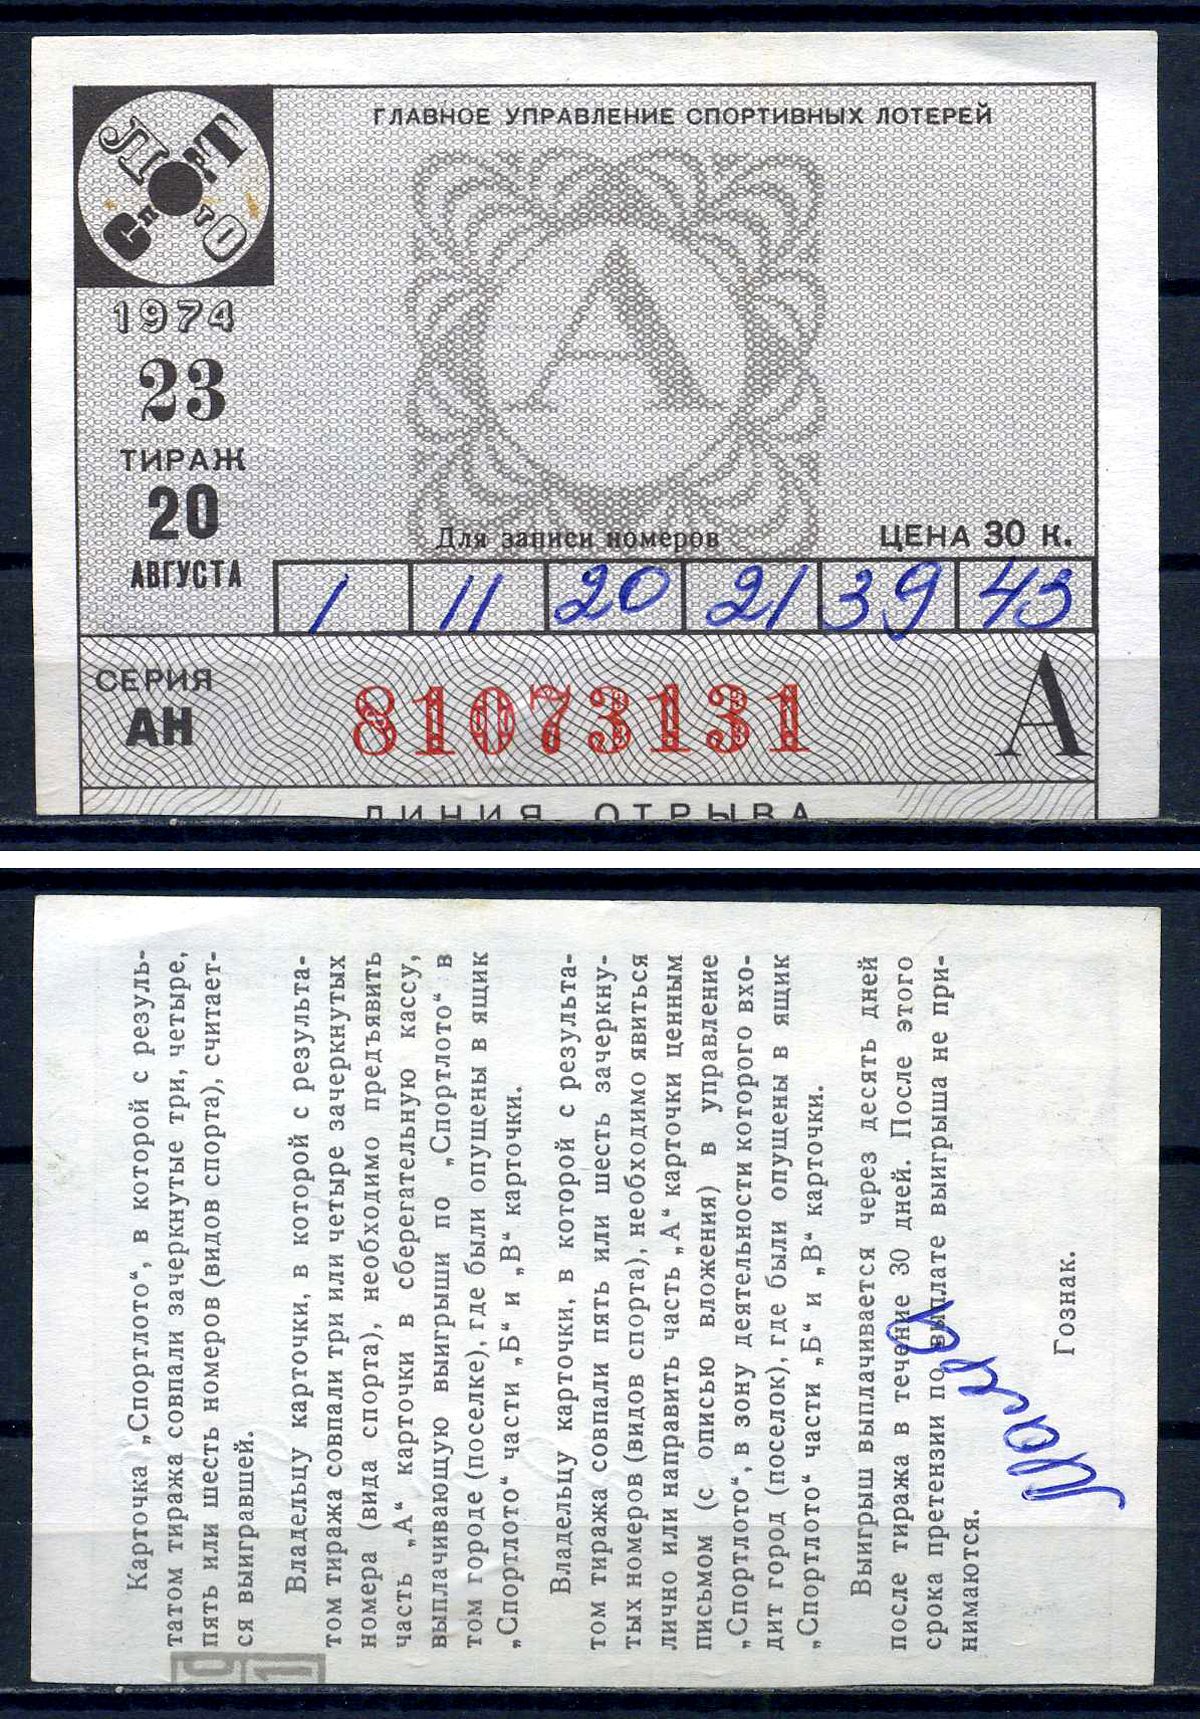 СпОРТ
ЛОТО
ГЛАВНОЕ УПРАВЛЕНИЕ СПОРТИВНЫХ ЛОТЕРЕЙ
А
1974
23
ТИРАЖ
20
АВГУСТА
Для записи номеров
ЦЕНА 30 К.
1 11 20 21 39 43
СЕРИЯ
АН
81073131
А
ЛИНИЯ ОТРЫВА
Карточка „Спортлото“, в которой с резуль-
татом тиража совпали зачеркнутые три, четыре,
пять или шесть номеров (видов спорта), считает-
ся выигравшей.
Владельцу карточки, в которой с результа-
том тиража совпали три или четыре зачеркнутых
номера (вида спорта), необходимо предъявить
часть „А“ карточки в сберегательную кассу,
выплачивающую выигрыши по „Спортлото“ в
том городе (поселке), где были опущены в ящик
„Спортлото“ части „Б“ и „В“ карточки.
Владельцу карточки, в которой с результа-
том тиража совпали пять или шесть зачеркну-
тых номеров (видов спорта), необходимо явиться
лично или направить часть „А“ карточки ценным
письмом (с описью вложения) в управление
„Спортлото“, в зону деятельности которого вхо-
дит город (поселок), где были опущены в ящик
„Спортлото“ части „Б“ и „В“ карточки.
Выигрыш выплачивается через десять дней
после тиража в течение 30 дней. После этого
срока претензии по выплате выигрыша не при-
нимаются.
Гознак.